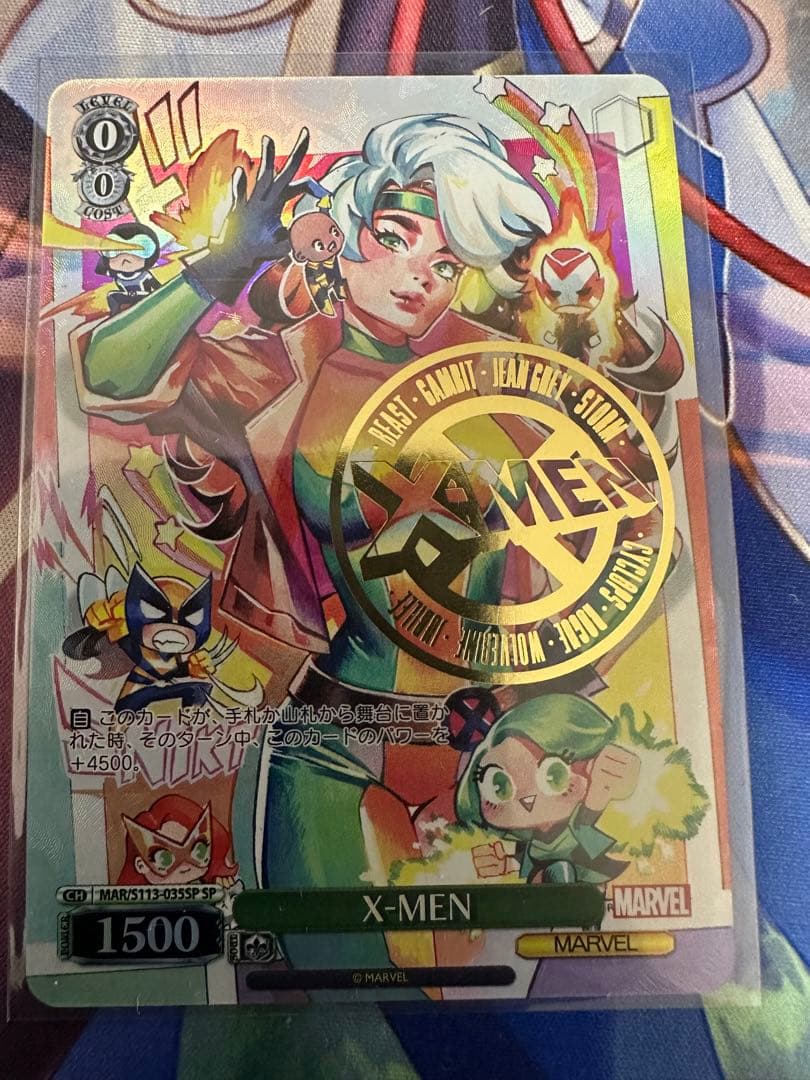 LEVEL
0
0
COST
· BEAST · GAMBIT · JEAN GREY · STORM ·
X-MEN
· CYCLOPS · ROGUE · WOLVERINE ·
自 このカードが、手札か山札から舞台に置か
れた時、そのターン中、このカードのパワーを
+4500。
CH MAR/S113-035SP SP
POWER 1500
SOUL
X-MEN
MARVEL
MARVEL
© MARVEL